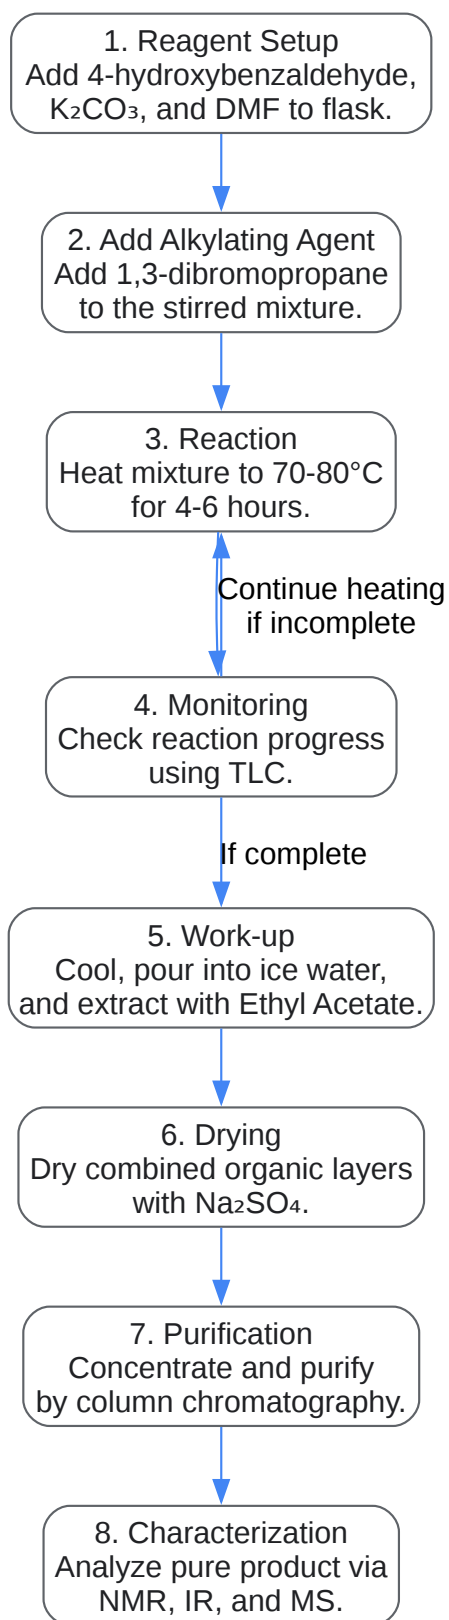 1. Reagent Setup
Add 4-hydroxybenzaldehyde,
K₂CO₃, and DMF to flask.
2. Add Alkylating Agent
Add 1,3-dibromopropane
to the stirred mixture.
3. Reaction
Heat mixture to 70-80°C
for 4-6 hours.
Continue heating
if incomplete
4. Monitoring
Check reaction progress
using TLC.
If complete
5. Work-up
Cool, pour into ice water,
and extract with Ethyl Acetate.
6. Drying
Dry combined organic layers
with Na₂SO₄.
7. Purification
Concentrate and purify
by column chromatography.
8. Characterization
Analyze pure product via
NMR, IR, and MS.